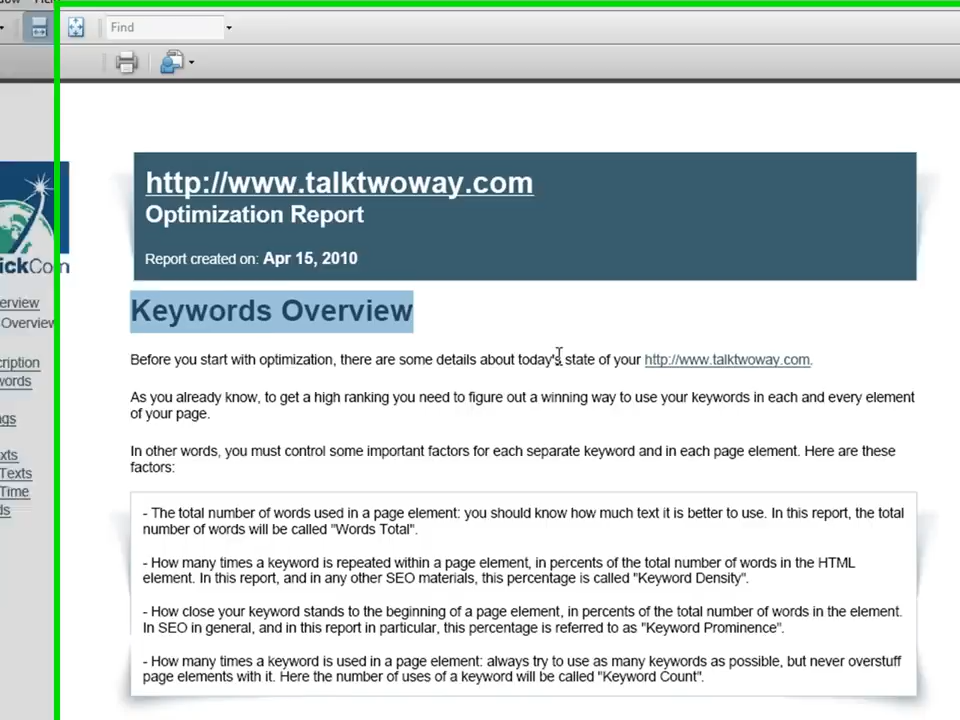 Find
http://www.talktwoway.com
Optimization Report
Report created on: Apr 15, 2010
ickCom
erview
Overview
cription
words
gs
xts
Texts
Time
ds
Keywords Overview
Before you start with optimization, there are some details about today's state of your http://www.talktwoway.com.
As you already know, to get a high ranking you need to figure out a winning way to use your keywords in each and every element
of your page.
In other words, you must control some important factors for each separate keyword and in each page element. Here are these
factors:
- The total number of words used in a page element: you should know how much text it is better to use. In this report, the total
number of words will be called "Words Total".
- How many times a keyword is repeated within a page element, in percents of the total number of words in the HTML
element. In this report, and in any other SEO materials, this percentage is called "Keyword Density".
- How close your keyword stands to the beginning of a page element, in percents of the total number of words in the element.
In SEO in general, and in this report in particular, this percentage is referred to as "Keyword Prominence".
- How many times a keyword is used in a page element: always try to use as many keywords as possible, but never overstuff
page elements with it. Here the number of uses of a keyword will be called "Keyword Count".